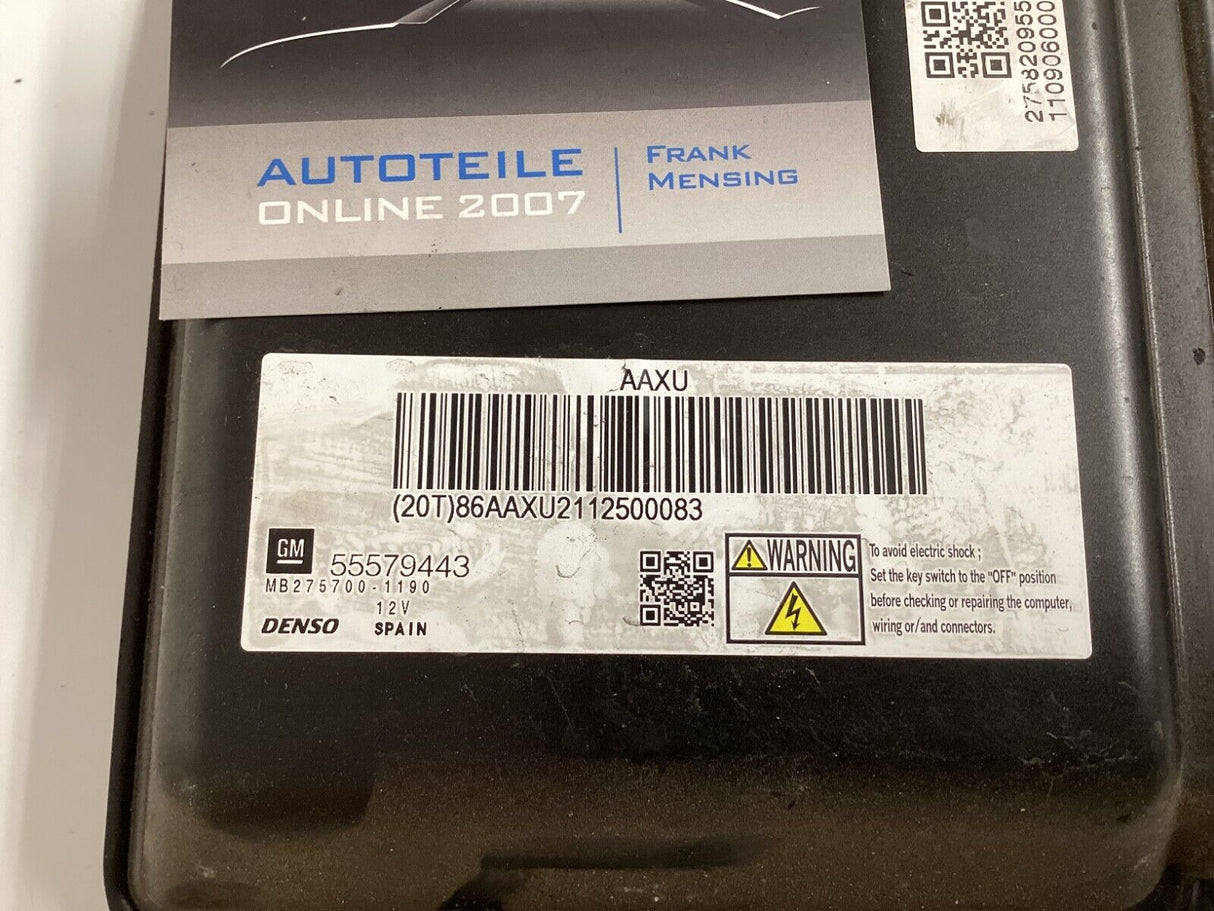 AUTOTEILE
ONLINE 2007
FRANK
MENSING
27582095
110906000
AAXU
(20T)86AAXU2112500083
GM
55579443
MB275700-1190
12V
DENSO
SPAIN
WARNING
To avoid electric shock ;
Set the key switch to the "OFF" position
before checking or repairing the computer,
wiring or/and connectors.